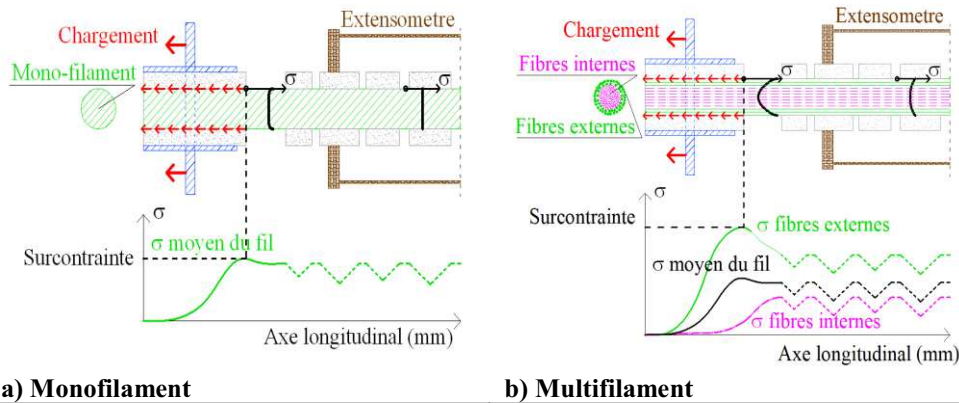 Extensometre
Chargement
Mono-filament
σ
σ
σ
Surcontrainte
σ moyen du fil
Axe longitudinal (mm)
a) Monofilament
Extensometre
Chargement
Fibres internes
Fibres externes
σ
σ
σ
Surcontrainte
σ fibres externes
σ moyen du fil
σ fibres internes
Axe longitudinal (mm)
b) Multifilament